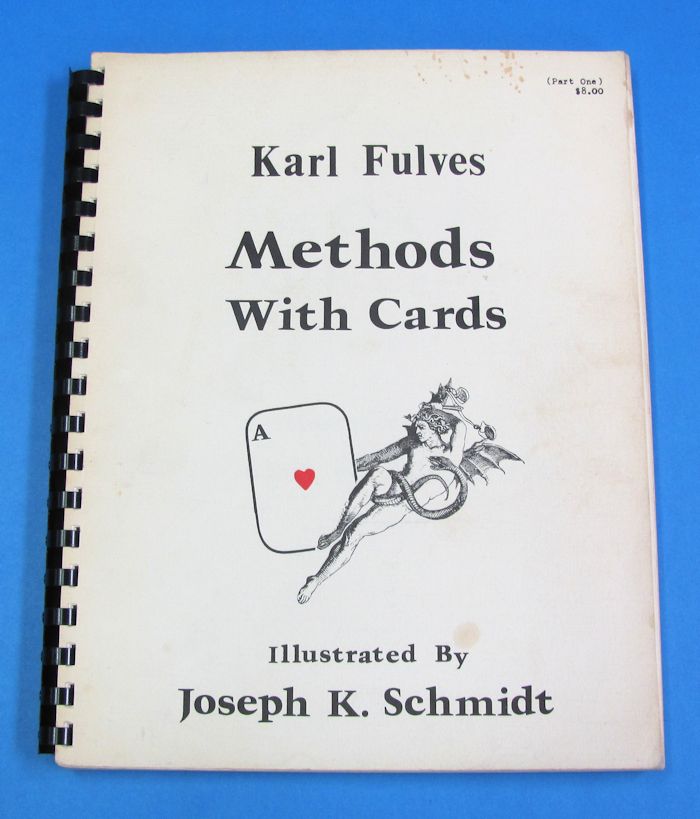 (Part One)
$8.00
Karl Fulves
Methods
With Cards
A
Illustrated By
Joseph K. Schmidt